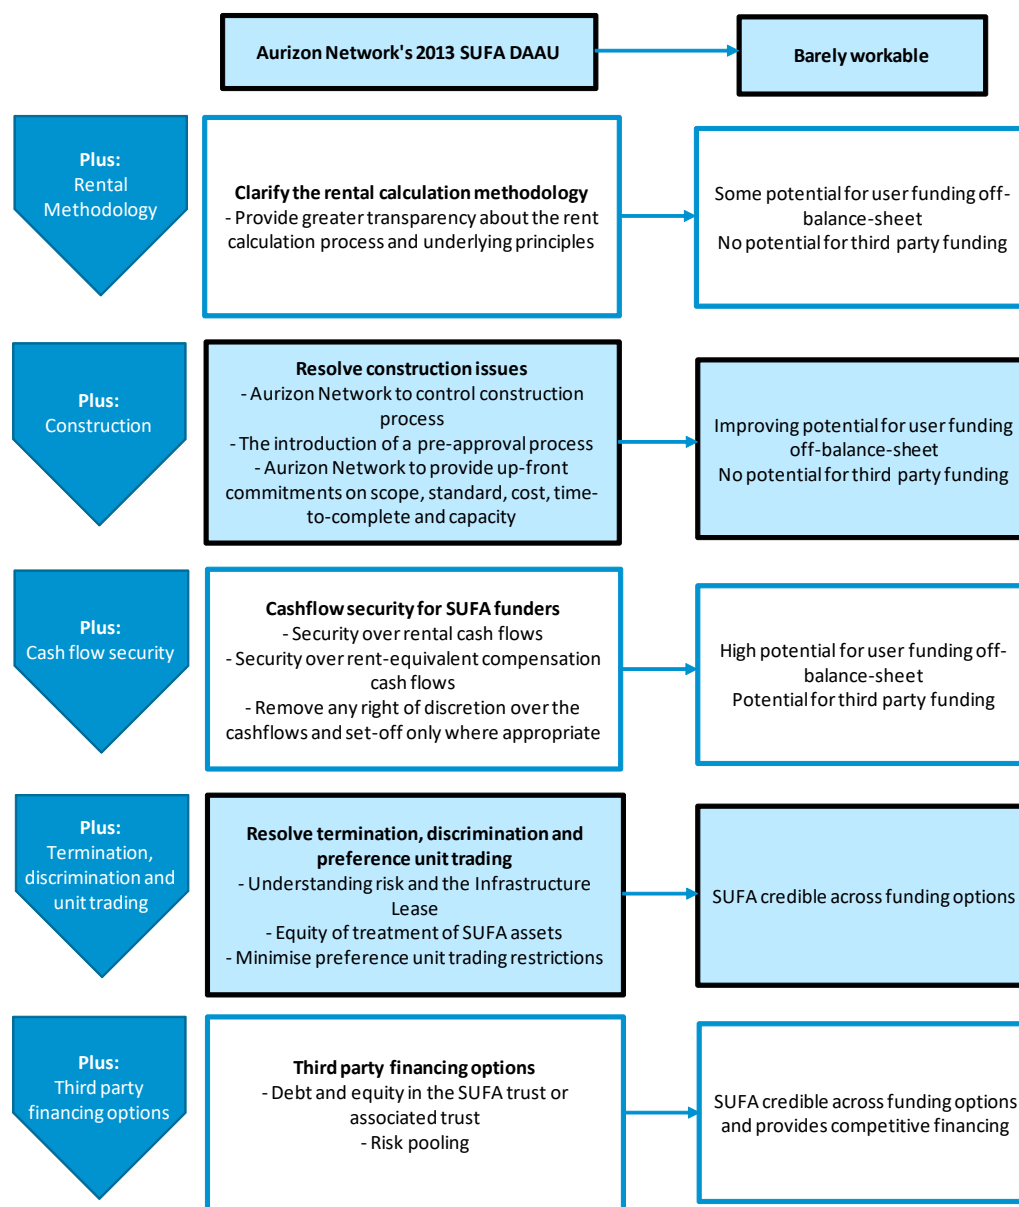 Aurizon Network's 2013 SUFA DAAU
Barely workable
Plus:
Rental
Methodology
Clarify the rental calculation methodology
- Provide greater transparency about the rent
calculation process and underlying principles
Some potential for user funding off-
balance-sheet
No potential for third party funding
Plus:
Construction
Resolve construction issues
- Aurizon Network to control construction
process
- The introduction of a pre-approval process
- Aurizon Network to provide up-front
commitments on scope, standard, cost, time-
to-complete and capacity
Improving potential for user funding
off-balance-sheet
No potential for third party funding
Plus:
Cash flow security
Cashflow security for SUFA funders
- Security over rental cash flows
- Security over rent-equivalent compensation
cash flows
- Remove any right of discretion over the
cashflows and set-off only where appropriate
High potential for user funding off-
balance-sheet
Potential for third party funding
Plus:
Termination,
discrimination and
unit trading
Resolve termination, discrimination and
preference unit trading
- Understanding risk and the Infrastructure
Lease
- Equity of treatment of SUFA assets
- Minimise preference unit trading restrictions
SUFA credible across funding options
Plus:
Third party
financing options
Third party financing options
- Debt and equity in the SUFA trust or
associated trust
- Risk pooling
SUFA credible across funding options
and provides competitive financing